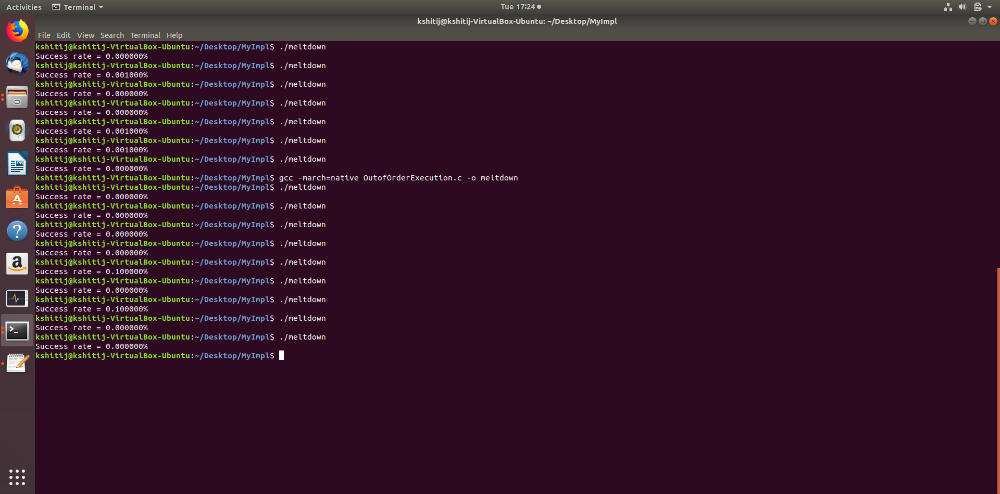 Activities Terminal Tue 17:24
kshitij@kshitij-VirtualBox-Ubuntu: ~/Desktop/MyImpl
File Edit View Search Terminal Help
kshitij@kshitij-VirtualBox-Ubuntu:~/Desktop/MyImpl$ ./meltdown
Success rate = 0.000000%
kshitij@kshitij-VirtualBox-Ubuntu:~/Desktop/MyImpl$ ./meltdown
Success rate = 0.001000%
kshitij@kshitij-VirtualBox-Ubuntu:~/Desktop/MyImpl$ ./meltdown
Success rate = 0.000000%
kshitij@kshitij-VirtualBox-Ubuntu:~/Desktop/MyImpl$ ./meltdown
Success rate = 0.000000%
kshitij@kshitij-VirtualBox-Ubuntu:~/Desktop/MyImpl$ ./meltdown
Success rate = 0.001000%
kshitij@kshitij-VirtualBox-Ubuntu:~/Desktop/MyImpl$ ./meltdown
Success rate = 0.001000%
kshitij@kshitij-VirtualBox-Ubuntu:~/Desktop/MyImpl$ ./meltdown
Success rate = 0.000000%
kshitij@kshitij-VirtualBox-Ubuntu:~/Desktop/MyImpl$ gcc -march=native OutofOrderExecution.c -o meltdown
kshitij@kshitij-VirtualBox-Ubuntu:~/Desktop/MyImpl$ ./meltdown
Success rate = 0.000000%
kshitij@kshitij-VirtualBox-Ubuntu:~/Desktop/MyImpl$ ./meltdown
Success rate = 0.000000%
kshitij@kshitij-VirtualBox-Ubuntu:~/Desktop/MyImpl$ ./meltdown
Success rate = 0.000000%
kshitij@kshitij-VirtualBox-Ubuntu:~/Desktop/MyImpl$ ./meltdown
Success rate = 0.000000%
kshitij@kshitij-VirtualBox-Ubuntu:~/Desktop/MyImpl$ ./meltdown
Success rate = 0.100000%
kshitij@kshitij-VirtualBox-Ubuntu:~/Desktop/MyImpl$ ./meltdown
Success rate = 0.000000%
kshitij@kshitij-VirtualBox-Ubuntu:~/Desktop/MyImpl$ ./meltdown
Success rate = 0.100000%
kshitij@kshitij-VirtualBox-Ubuntu:~/Desktop/MyImpl$ ./meltdown
Success rate = 0.000000%
kshitij@kshitij-VirtualBox-Ubuntu:~/Desktop/MyImpl$ ./meltdown
Success rate = 0.000000%
kshitij@kshitij-VirtualBox-Ubuntu:~/Desktop/MyImpl$